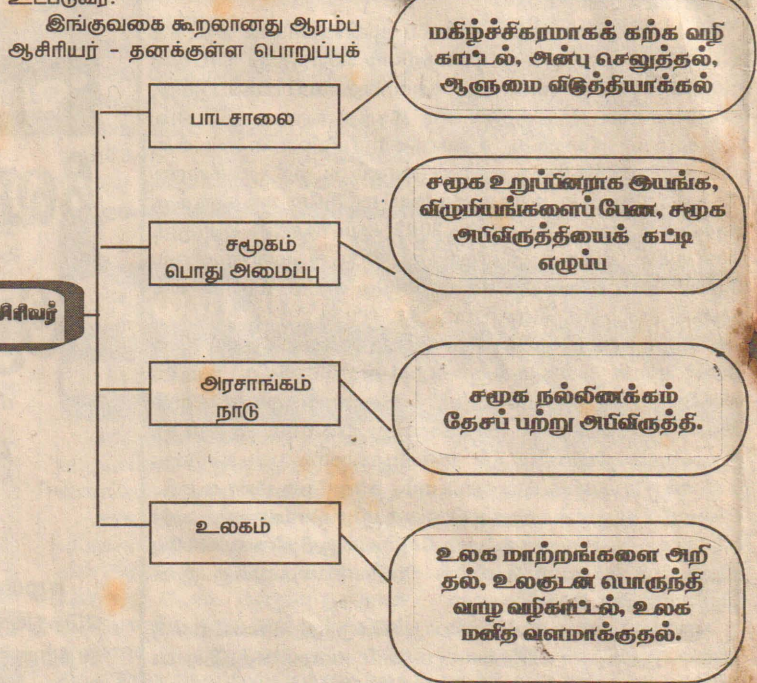 இங்குவகை கூறலானது ஆரம்ப
ஆசிரியர் - தனக்குள்ள பொறுப்புக்
மகிழ்ச்சிகரமாகக் கற்க வழி
காட்டல், அன்பு செலுத்தல்,
ஆளுமை விடுத்தியாக்கல்
பாடசாலை
சமூக உறுப்பினராக இயங்க,
விழுமியங்களைப் பேண, சமூக
அபிவிருத்தியைக் கட்டி
எழுப்ப
சமூகம்
பொது அமைப்பு
சிரியர்
அரசாங்கம்
நாடு
சமூக நல்லிணக்கம்
தேசப் பற்று அபிவிருத்தி.
உலகம்
உலக மாற்றங்களை அறி
தல், உலகுடன் பொருந்தி
வாழ வழிகாட்டல், உலக
மனித வளமாக்குதல்.